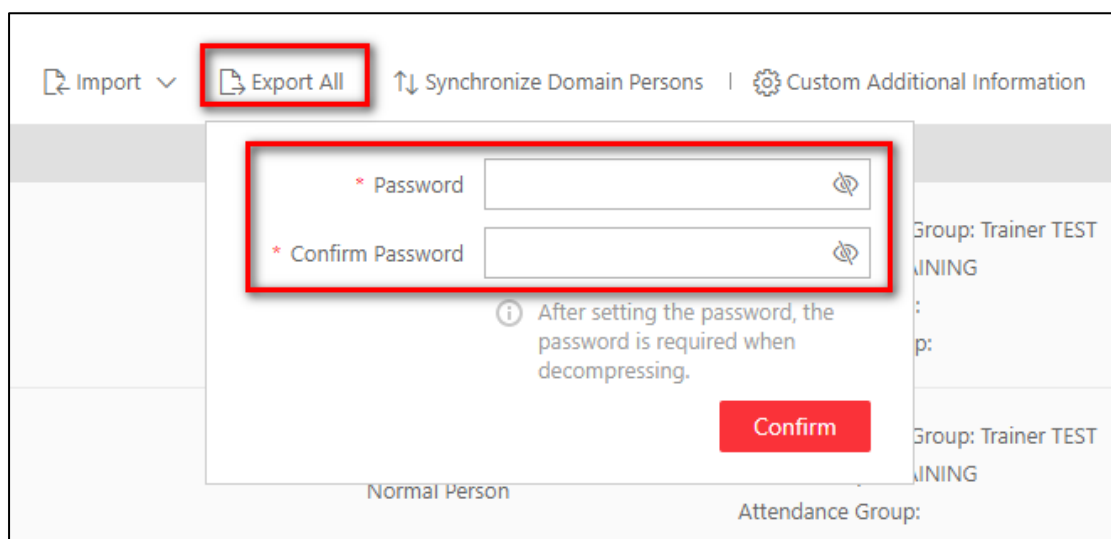 Import Export All Synchronize Domain Persons | Custom Additional Information
* Password
* Confirm Password
After setting the password, the
password is required when
decompressing.
Confirm
Group: Trainer TEST
AINING
:
p:
Group: Trainer TEST
AINING
Normal Person
Attendance Group: